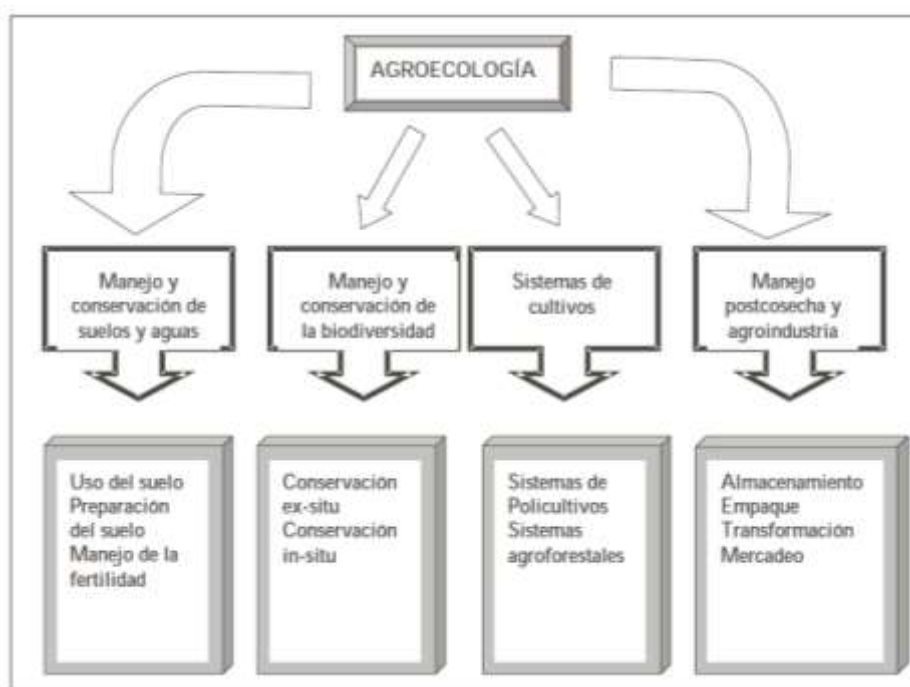 AGROECOLOGÍA
Manejo y
conservación de
suelos y aguas
Manejo y
conservación de
la biodiversidad
Sistemas de
cultivos
Manejo
postcosecha y
agroindustria
Uso del suelo
Preparación
del suelo
Manejo de la
fertilidad
Conservación
ex-situ
Conservación
in-situ
Sistemas de
Policultivos
Sistemas
agroforestales
Almacenamiento
Empaque
Transformación
Mercadeo